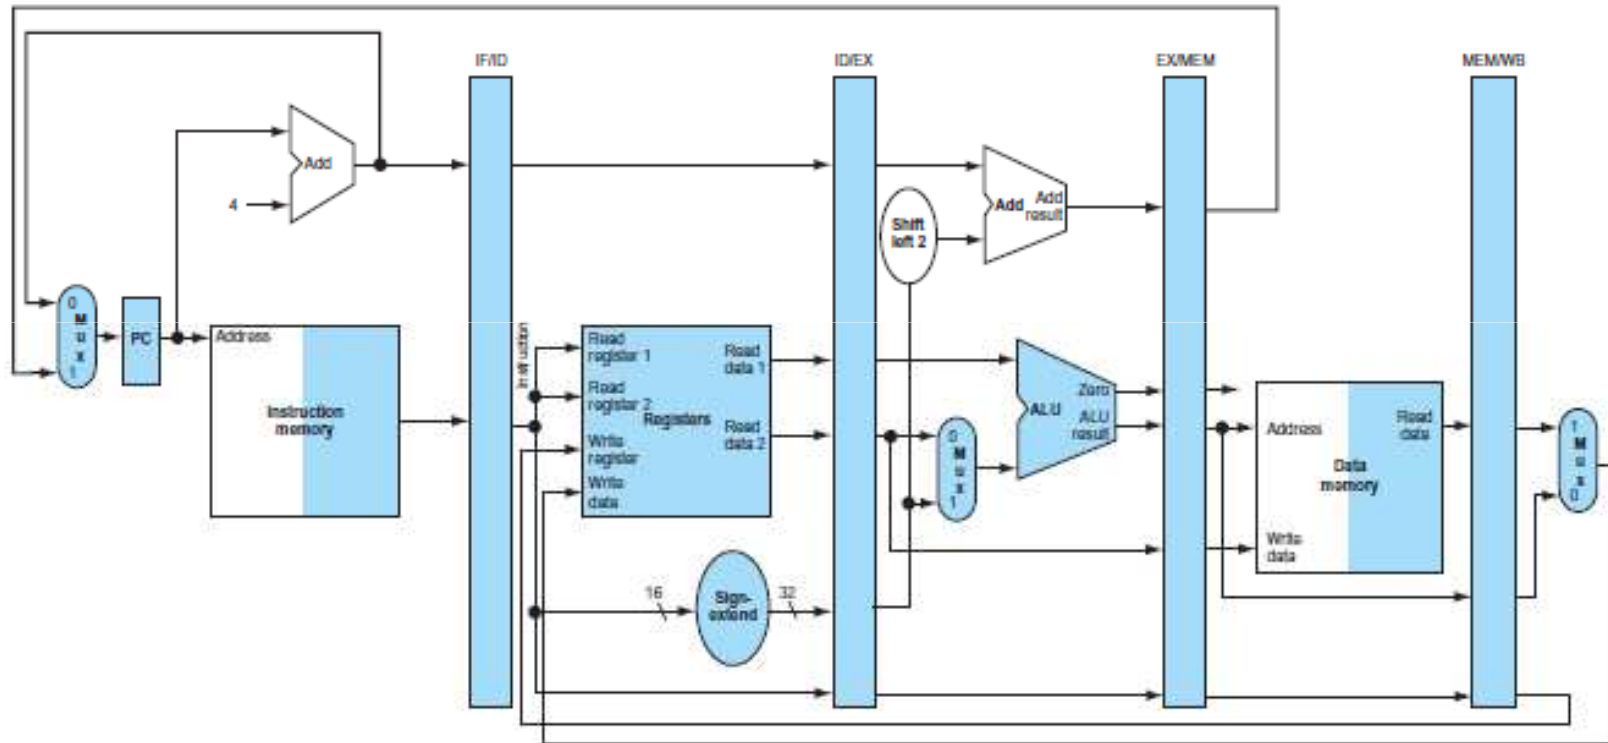 IF/ID
ID/EX
EX/MEM
MEM/WB
Add
4
Shift
left 2
Add
Add
result
0
M
u
x
1
PC
Address
Instruction
memory
Instruction
Read
register 1
Read
register 2
Write
register
Write
data
Registers
Read
data 1
Read
data 2
16
Sign-
extend
32
0
M
u
x
1
Zero
ALU
ALU
result
Address
Read
data
Data
memory
Write
data
1
M
u
x
0